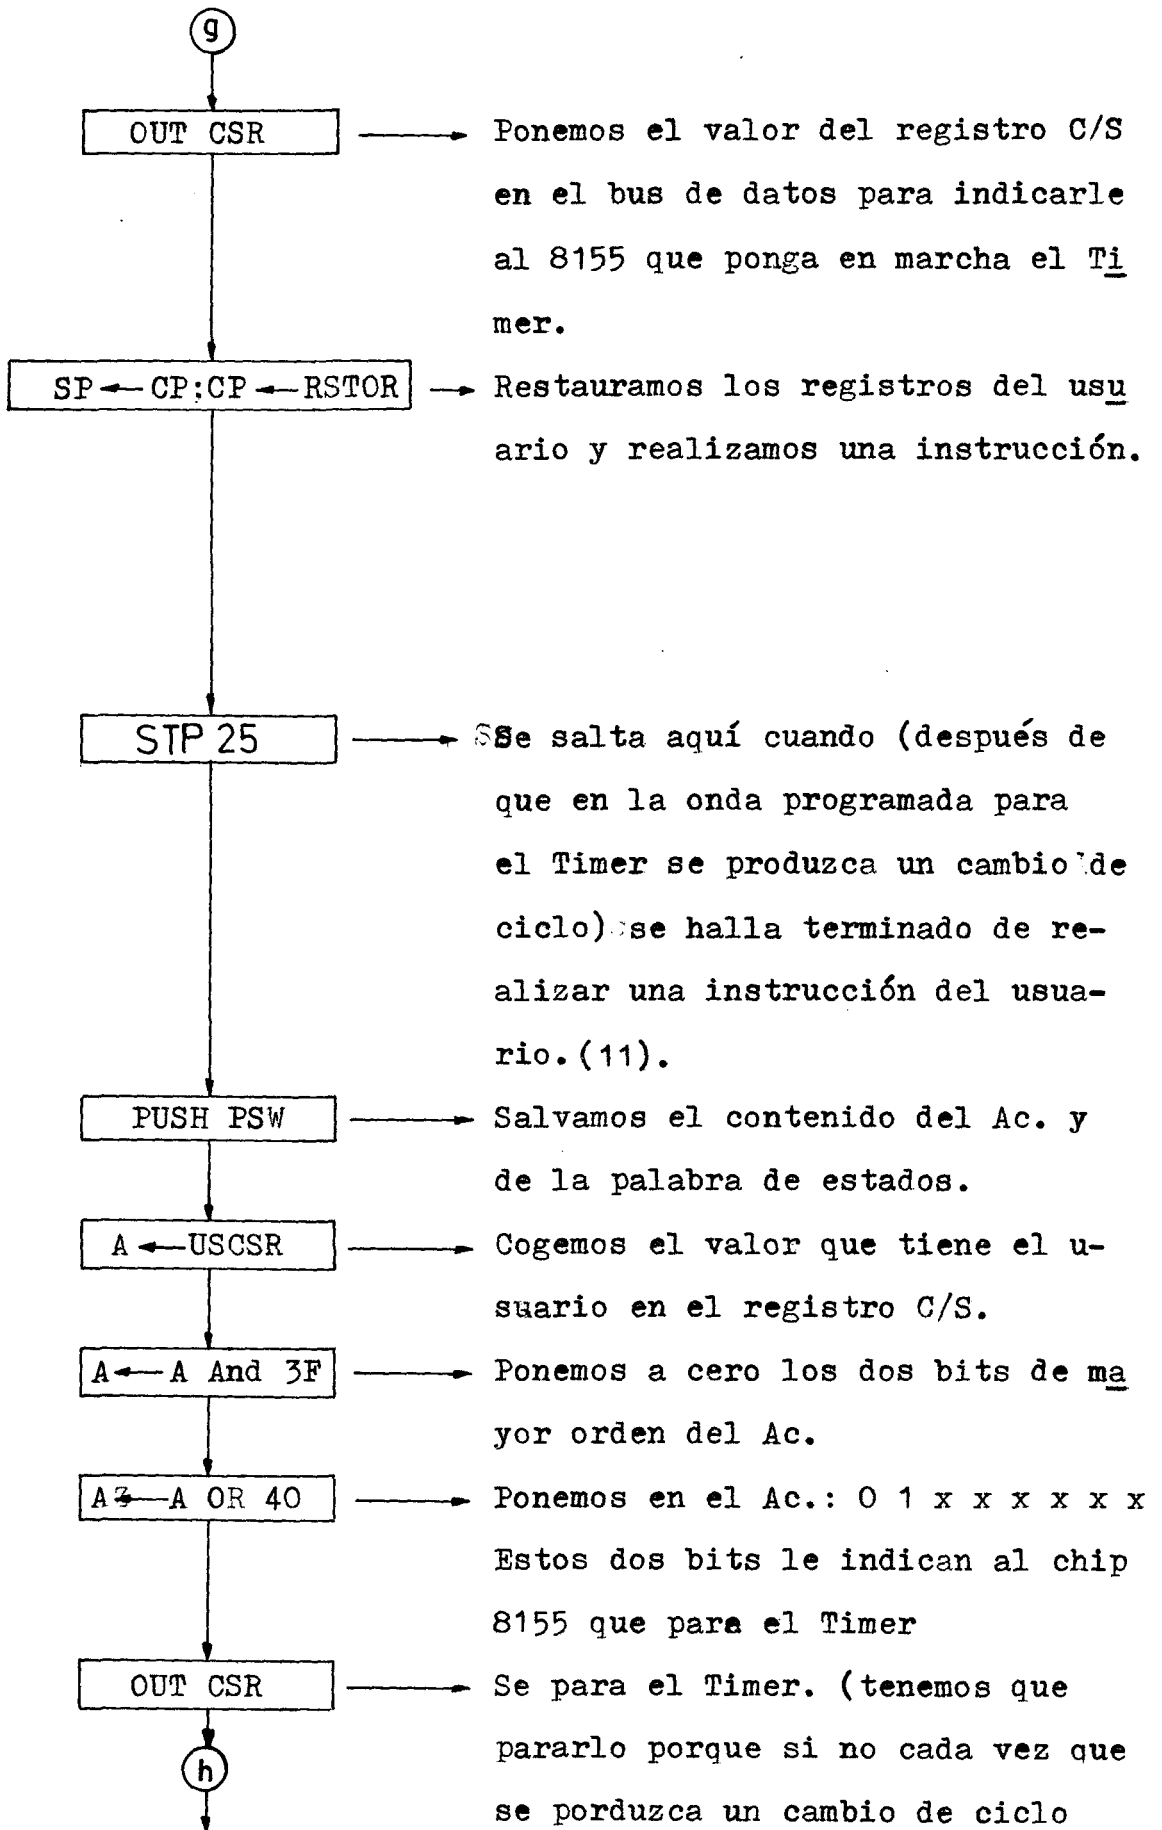 g
OUT CSR
Ponemos el valor del registro C/S
en el bus de datos para indicarle
al 8155 que ponga en marcha el Ti
mer.
SP ← CP:CP ← RSTOR
Restauramos los registros del usu
ario y realizamos una instrucción.
STP 25
Se salta aquí cuando (después de
que en la onda programada para
el Timer se produzca un cambio de
ciclo) se halla terminado de re-
alizar una instrucción del usua-
rio.(11).
PUSH PSW
Salvamos el contenido del Ac. y
de la palabra de estados.
A ← USCSR
Cogemos el valor que tiene el u-
suario en el registro C/S.
A ← A And 3F
Ponemos a cero los dos bits de ma
yor orden del Ac.
A ← A OR 40
Ponemos en el Ac.: 0 1 x x x x x x
Estos dos bits le indican al chip
8155 que pare el Timer
OUT CSR
Se para el Timer. (tenemos que
pararlo porque si no cada vez que
se porduzca un cambio de ciclo
h